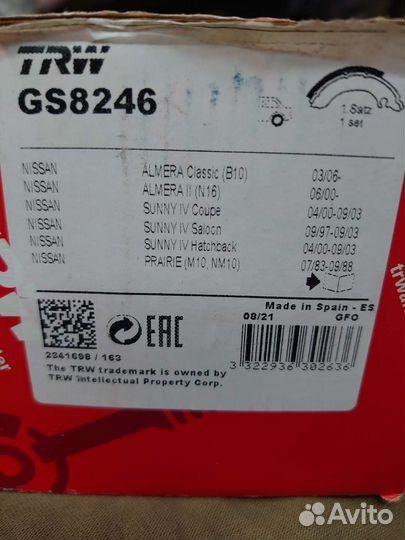 TRW
GS8246
1 Satz
1 set
NISSAN ALMERA Classic (B10) 03/06-
NISSAN ALMERA II (N16) 06/00-
NISSAN SUNNY IV Coupe 04/00-09/03
NISSAN SUNNY IV Saloon 09/97-09/03
NISSAN SUNNY IV Hatchback 04/00-09/03
NISSAN PRAIRIE (M10, NM10) 07/83-09/88
Made in Spain - ES
08/21 GFO
EAC
2341698 / 163
The TRW trademark is owned by
TRW Intellectual Property Corp.
3 322936 302636
trwa
Avito